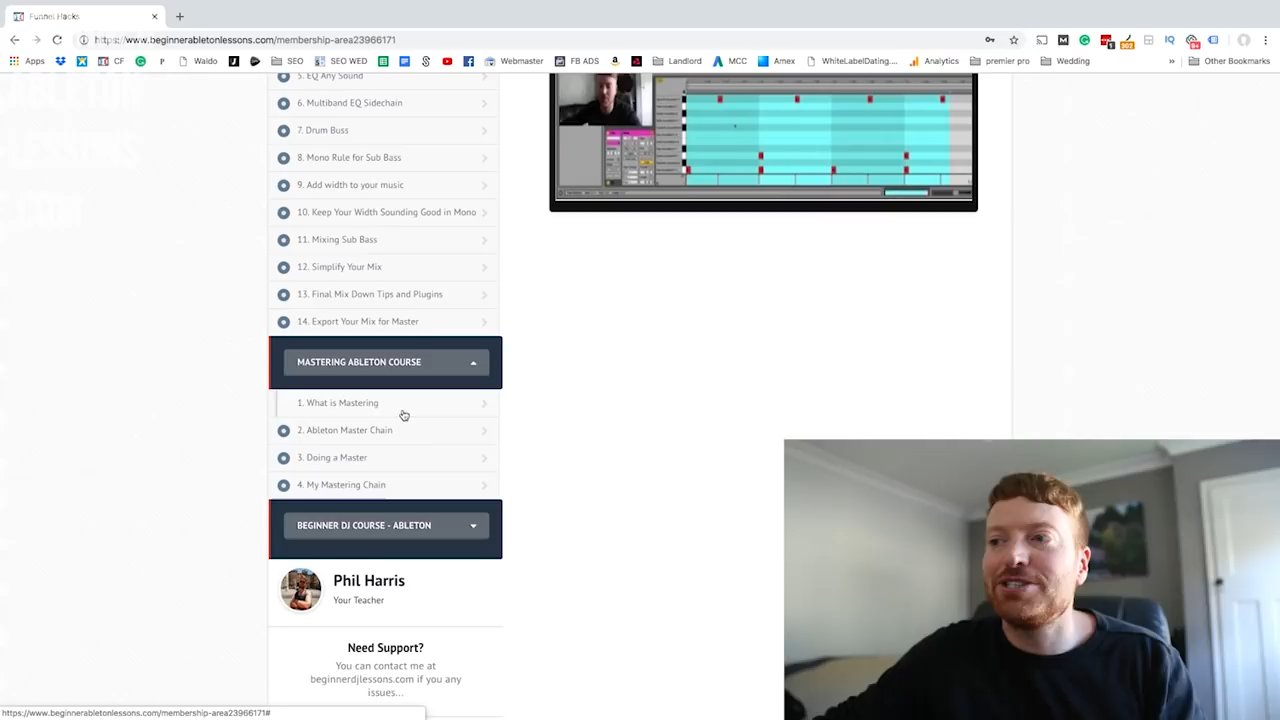 Funnel Hacks
https://www.beginnerabletonlessons.com/membership-area23966171
Apps
CF
P
Waldo
SEO
SEO WED
Webmaster
FB ADS
Landlord
MCC
Amex
WhiteLabelDating....
Analytics
premier pro
Wedding
»
Other Bookmarks
5. EQ Any Sound
6. Multiband EQ Sidechain
7. Drum Buss
8. Mono Rule for Sub Bass
9. Add width to your music
10. Keep Your Width Sounding Good in Mono
11. Mixing Sub Bass
12. Simplify Your Mix
13. Final Mix Down Tips and Plugins
14. Export Your Mix for Master
MASTERING ABLETON COURSE
1. What is Mastering
2. Ableton Master Chain
3. Doing a Master
4. My Mastering Chain
BEGINNER DJ COURSE - ABLETON
Phil Harris
Your Teacher
Need Support?
You can contact me at
beginnerdjlessons.com if you any
issues...
https://www.beginnerabletonlessons.com/membership-area23966171#